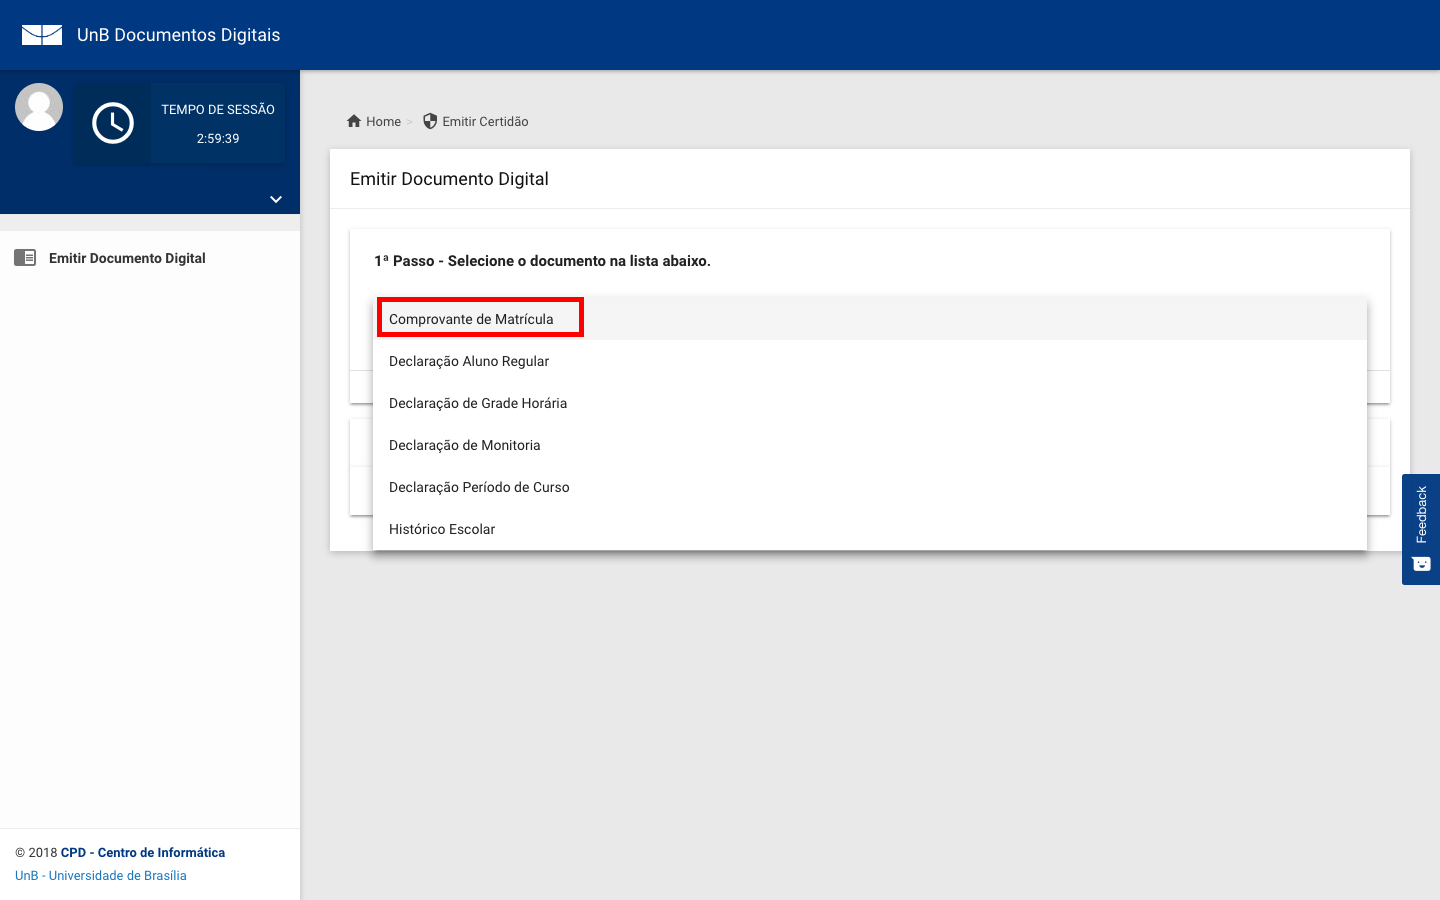 UnB Documentos Digitais
TEMPO DE SESSÃO
2:59:39
Emitir Documento Digital
Home > Emitir Certidão
Emitir Documento Digital
1ª Passo - Selecione o documento na lista abaixo.
Comprovante de Matrícula
Declaração Aluno Regular
Declaração de Grade Horária
Declaração de Monitoria
Declaração Período de Curso
Histórico Escolar
Feedback
© 2018 CPD - Centro de Informática
UnB - Universidade de Brasília